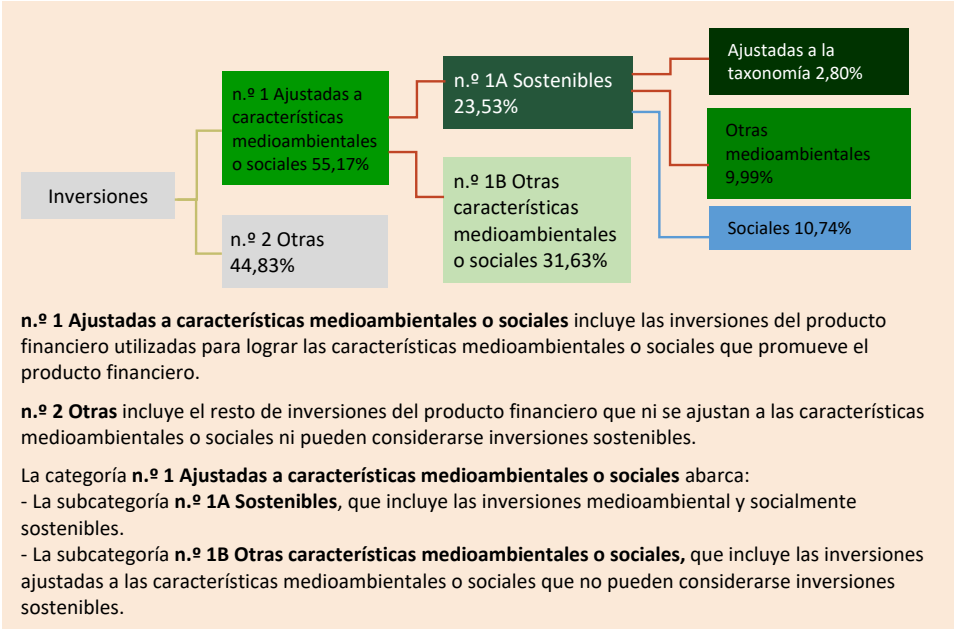 Inversiones
n.º 1 Ajustadas a
características
medioambientales
o sociales 55,17%
n.º 2 Otras
44,83%
n.º 1A Sostenibles
23,53%
n.º 1B Otras
características
medioambientales
o sociales 31,63%
Ajustadas a la
taxonomía 2,80%
Otras
medioambientales
9,99%
Sociales 10,74%
n.º 1 Ajustadas a características medioambientales o sociales incluye las inversiones del producto
financiero utilizadas para lograr las características medioambientales o sociales que promueve el
producto financiero.
n.º 2 Otras incluye el resto de inversiones del producto financiero que ni se ajustan a las características
medioambientales o sociales ni pueden considerarse inversiones sostenibles.
La categoría n.º 1 Ajustadas a características medioambientales o sociales abarca:
- La subcategoría n.º 1A Sostenibles, que incluye las inversiones medioambiental y socialmente
sostenibles.
- La subcategoría n.º 1B Otras características medioambientales o sociales, que incluye las inversiones
ajustadas a las características medioambientales o sociales que no pueden considerarse inversiones
sostenibles.